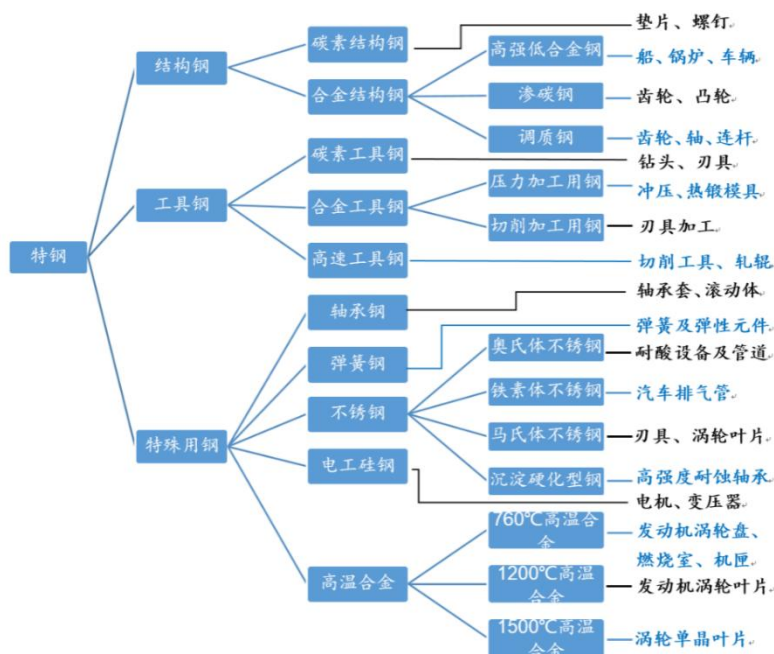 垫片、螺钉
碳素结构钢
高强低合金钢
船、锅炉、车辆
结构钢
合金结构钢
渗碳钢
齿轮、凸轮
调质钢
齿轮、轴、连杆
碳素工具钢
钻头、刃具
压力加工用钢
冲压、热锻模具
工具钢
合金工具钢
切削加工用钢
刃具加工
特钢
高速工具钢
切削工具、轧辊
轴承钢
轴承套、滚动体
弹簧钢
弹簧及弹性元件
奥氏体不锈钢
耐酸设备及管道
不锈钢
铁素体不锈钢
汽车排气管
特殊用钢
马氏体不锈钢
刃具、涡轮叶片
电工硅钢
沉淀硬化型钢
高强度耐蚀轴承
电机、变压器
760℃高温合
金
发动机涡轮盘、
燃烧室、机匣
高温合金
1200℃高温
合金
发动机涡轮叶片
1500℃高温
合金
涡轮单晶叶片